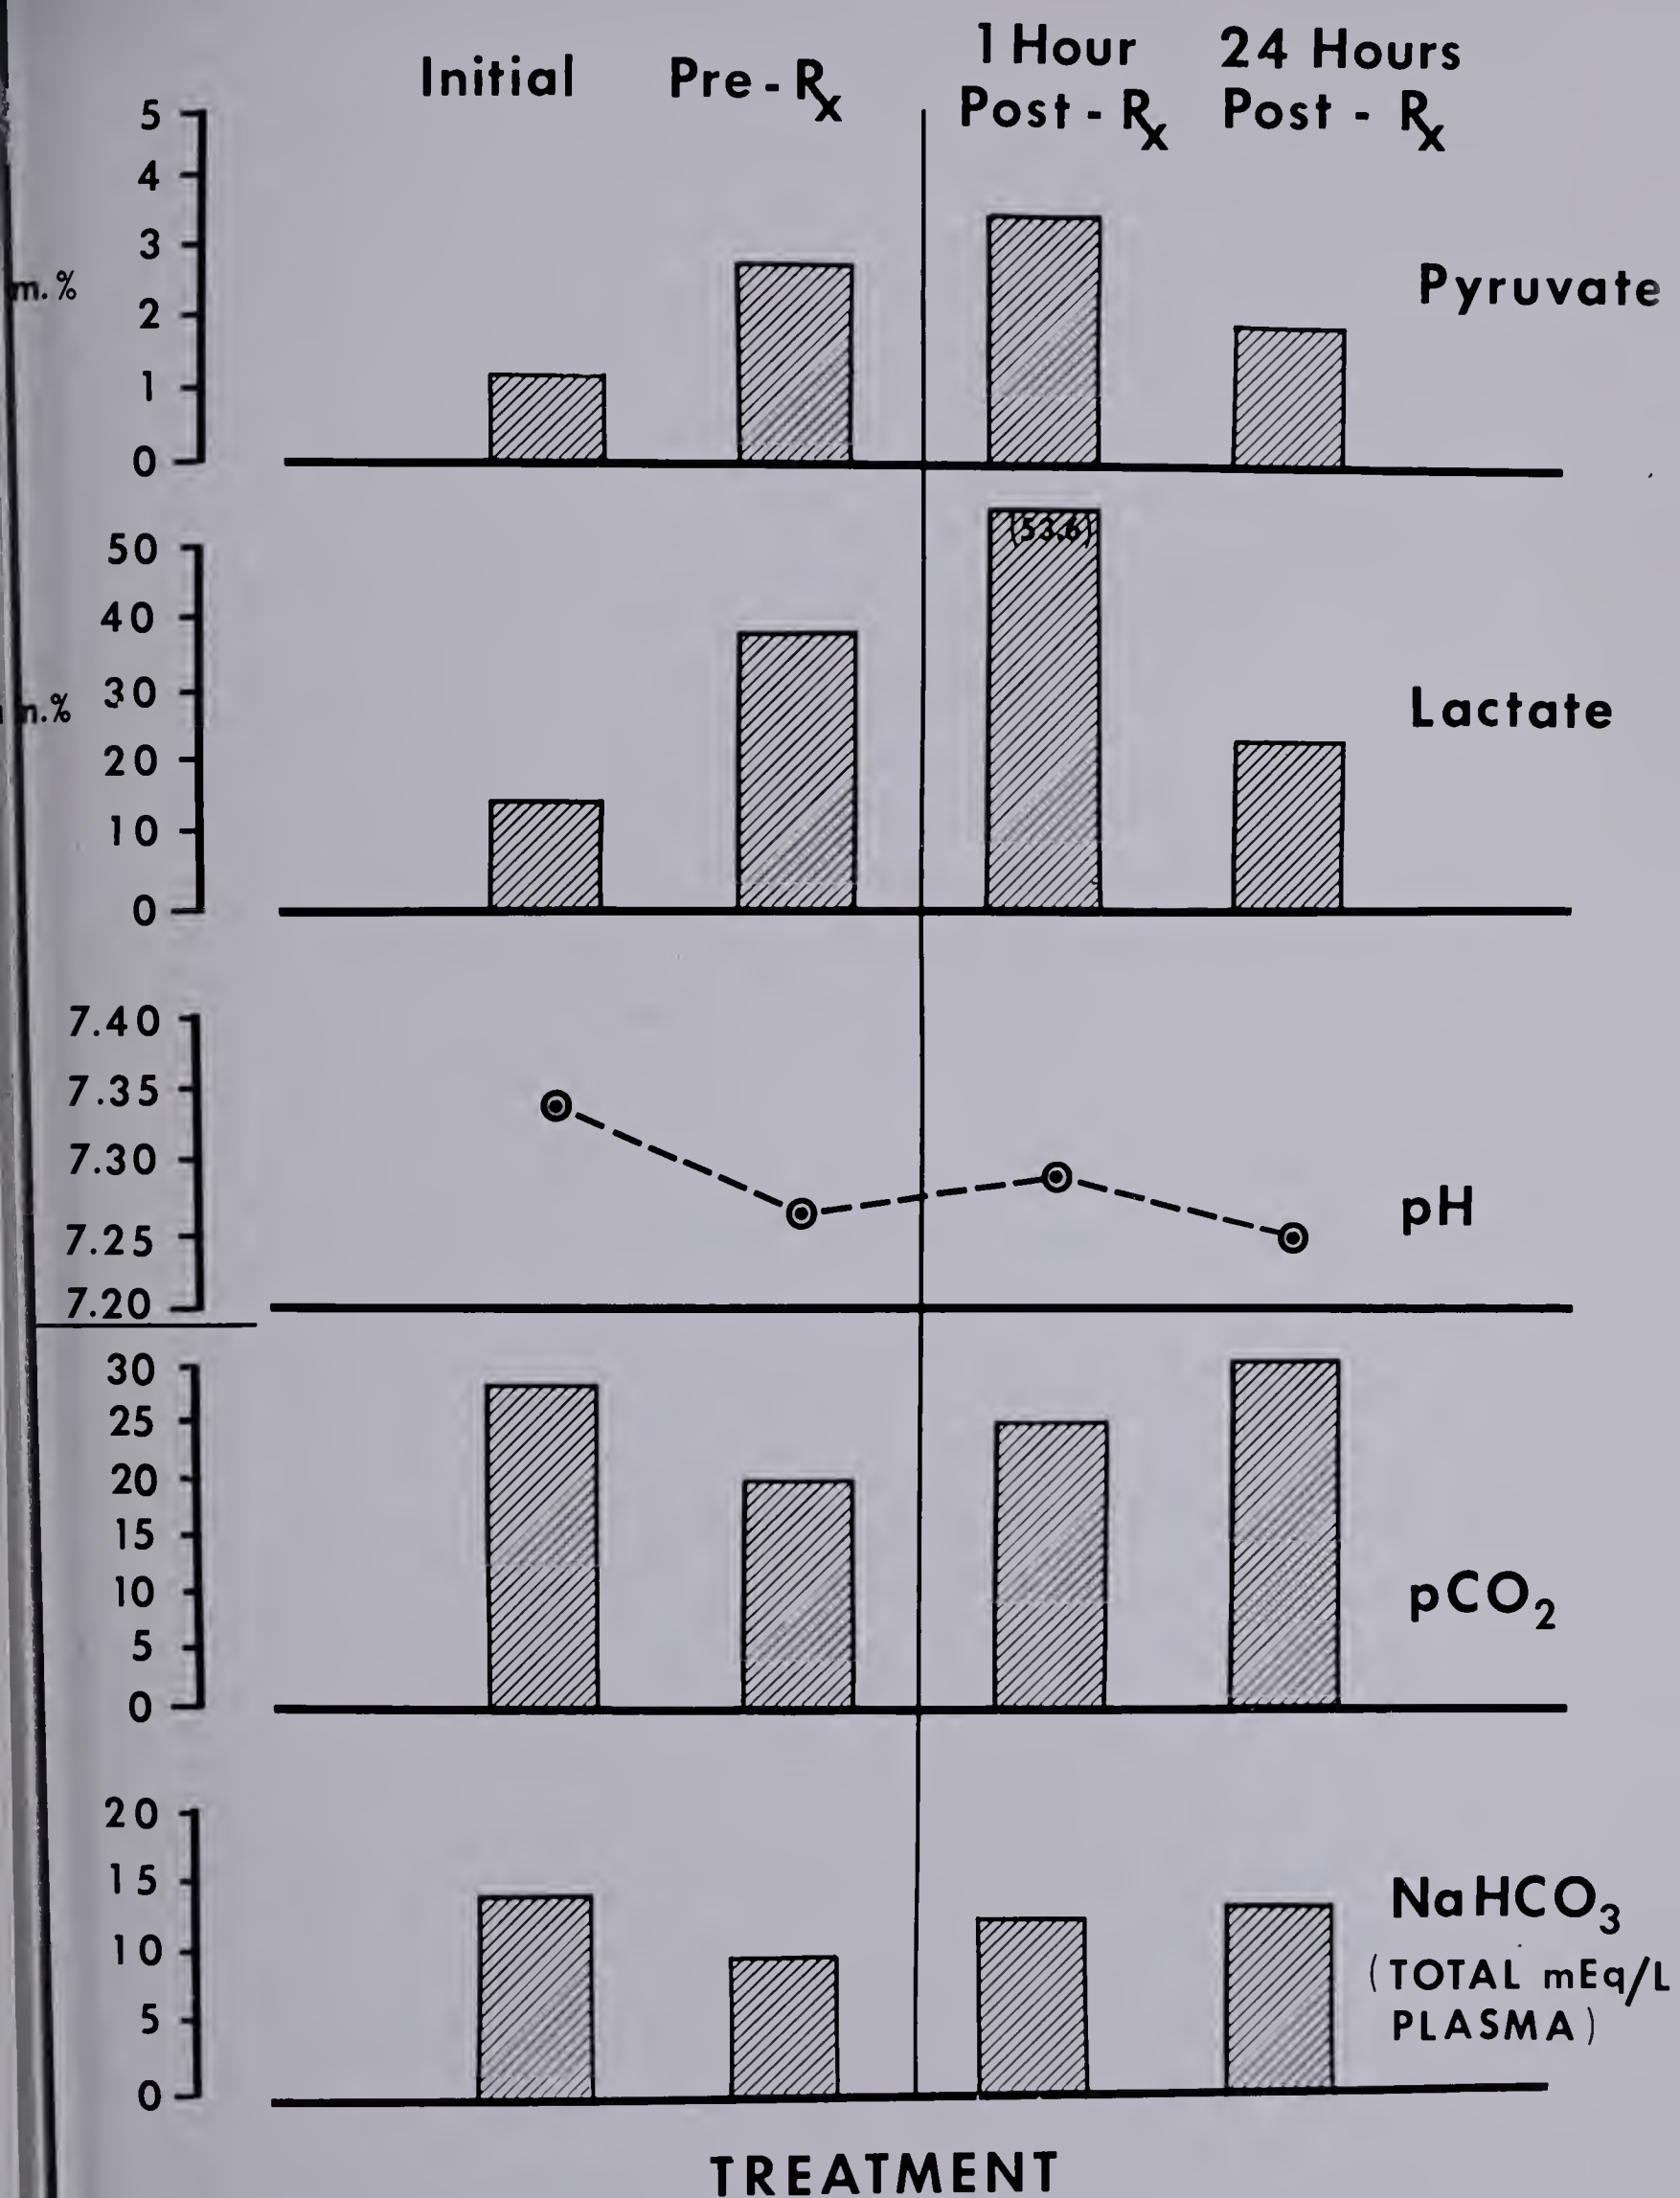 Initial Pre - Rx 1 Hour Post - Rx 24 Hours Post - Rx
5
4
3
m.%
2
1
0
Pyruvate
50
40
30
m.%
20
10
0
(53.6)
Lactate
7.40
7.35
7.30
7.25
7.20
pH
30
25
20
15
10
5
0
pCO₂
20
15
10
5
0
NaHCO₃
(TOTAL mEq/L
PLASMA)
TREATMENT